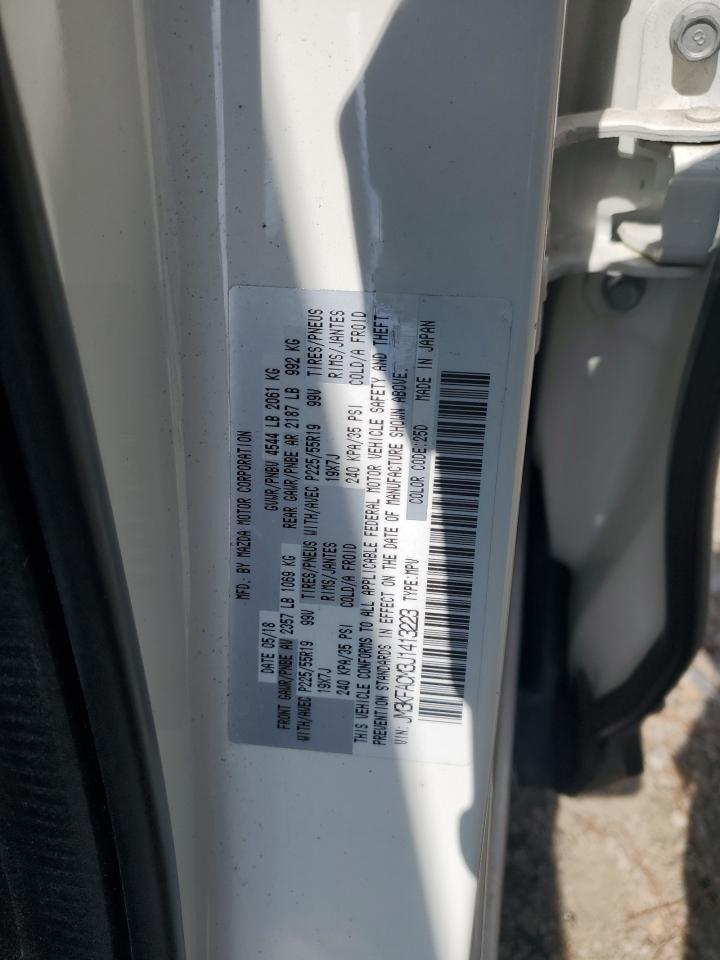 MFD. BY MAZDA MOTOR CORPORATION
DATE 05/18 GVWR/PNBV 4544 LB 2061 KG
FRONT GAWR/PNBE AV 2357 LB 1069 KG REAR GAWR/PNBE AR 2187 LB 992 KG
WITH/AVEC P225/55R19 99V TIRES/PNEUS WITH/AVEC P225/55R19 99V TIRES/PNEUS
19X7J RIMS/JANTES 19X7J RIMS/JANTES
240 KPA/35 PSI COLD/A FROID 240 KPA/35 PSI COLD/A FROID
THIS VEHICLE CONFORMS TO ALL APPLICABLE FEDERAL MOTOR VEHICLE SAFETY AND THEFT
PREVENTION STANDARDS IN EFFECT ON THE DATE OF MANUFACTURE SHOWN ABOVE.
VIN: JM3KFACM3J1413223 TYPE:MPV COLOR CODE:25D MADE IN JAPAN